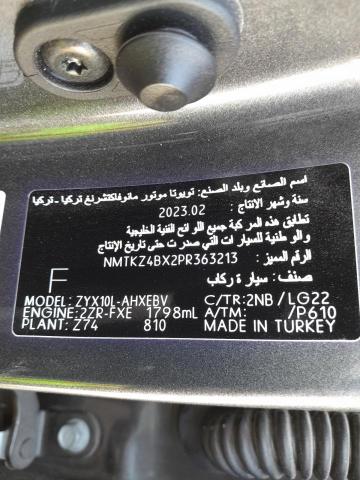 اسم الصانع وبلد الصنع: تويوتا موتور مانوفاكتشرنغ تركيا - تركيا
سنة وشهر الانتاج: 2023.02
تطابق هذه المركبة جميع اللوائح الفنية الخليجية
والدولية للسيارات التي صدرت حتى تاريخ الإنتاج
الرقم المميز: NMTKZ4BX2PR363213
F صنف: سيارة ركاب
MODEL: ZYX10L-AHXEBV C/TR: 2NB / LG22
ENGINE: 2ZR-FXE 1798mL A/TM: /P610
PLANT: Z74 810 MADE IN TURKEY